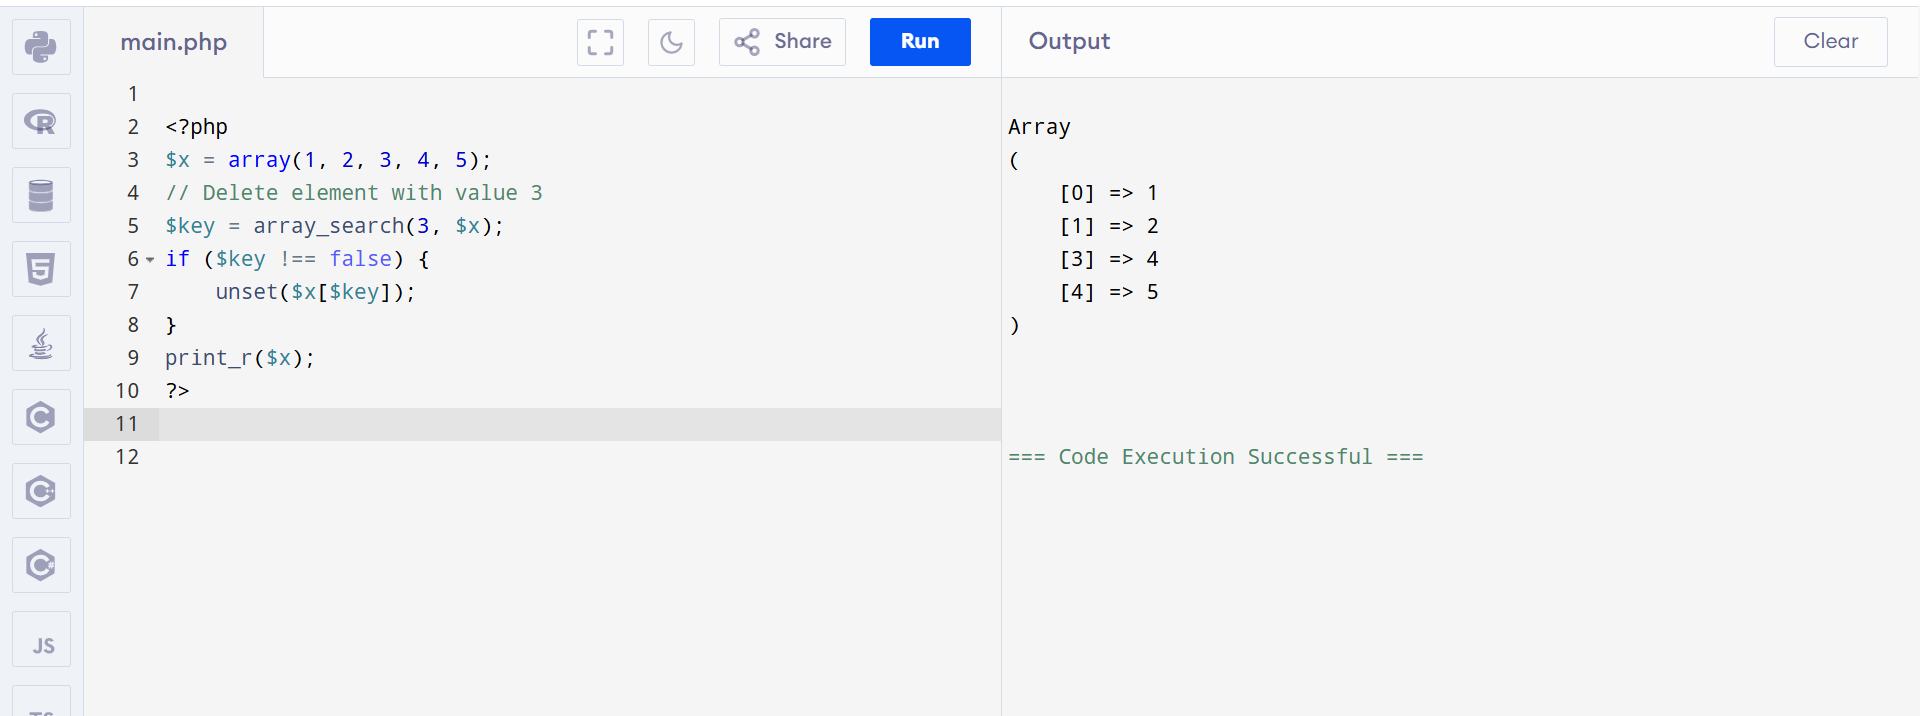 main.php
Share
Run
Output
Clear
1
2 <?php
3 $x = array(1, 2, 3, 4, 5);
4 // Delete element with value 3
5 $key = array_search(3, $x);
6 if ($key !== false) {
7     unset($x[$key]);
8 }
9 print_r($x);
10 ?>
11
12
Array
(
    [0] => 1
    [1] => 2
    [3] => 4
    [4] => 5
)
=== Code Execution Successful ===
R
5
C
C++
C#
JS